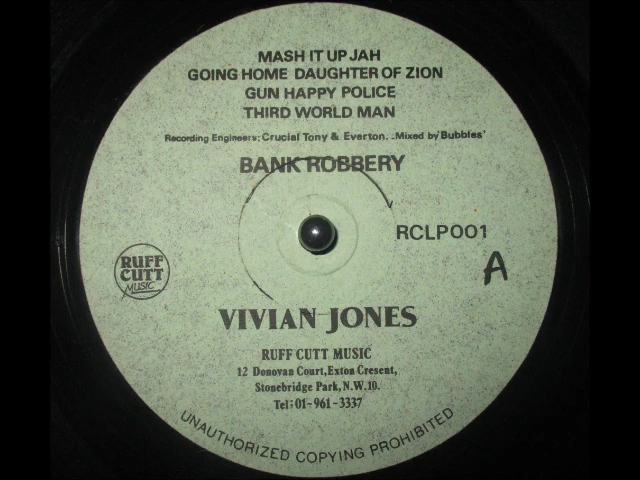 MASH IT UP JAH
GOING HOME DAUGHTER OF ZION
GUN HAPPY POLICE
THIRD WORLD MAN
Recording Engineers: Crucial Tony & Everton. .Mixed by 'Bubbles'
BANK ROBBERY
RCLP001
A
RUFF
CUTT
MUSIC
VIVIAN JONES
RUFF CUTT MUSIC
12 Donovan Court,Exton Cresent,
Stonebridge Park, N.W.10.
Tel: 01-961-3337
UNAUTHORIZED COPYING PROHIBITED